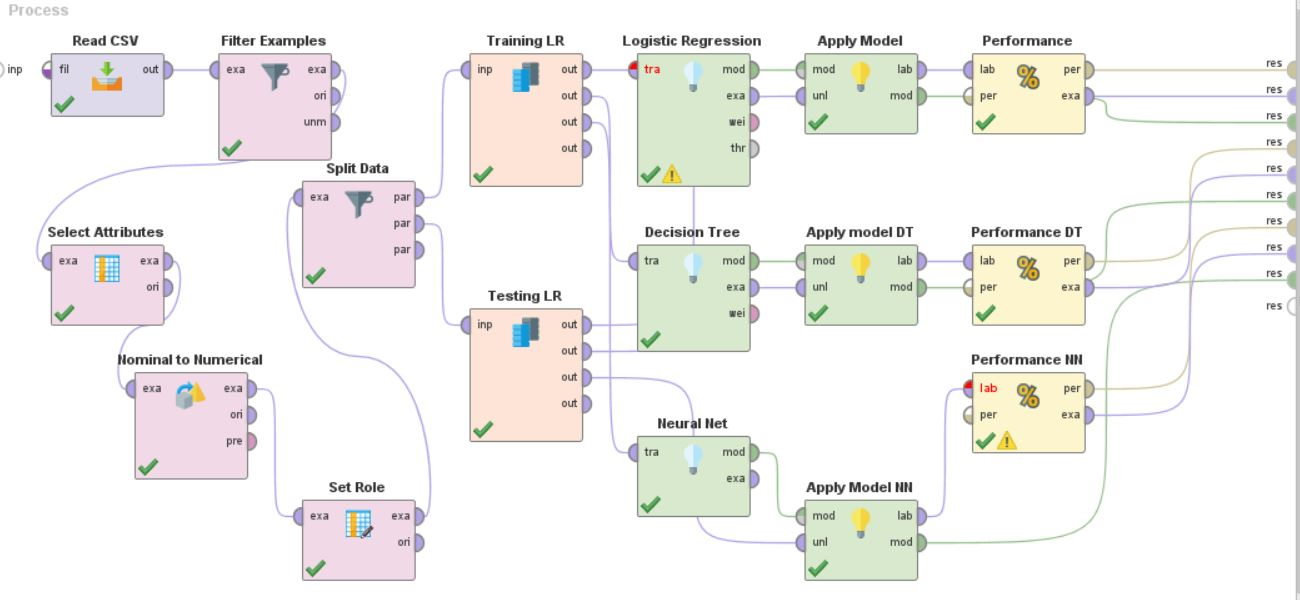 Process
Read CSV
Filter Examples
Training LR
Logistic Regression
Apply Model
Performance
inp
fil
out
exa
exa
ori
unm
inp
out
out
out
out
tra
mod
exa
wei
thr
mod
unl
lab
mod
lab
per
per
exa
res
res
res
res
res
res
res
res
res
res
Split Data
exa
par
par
par
Select Attributes
exa
exa
ori
Decision Tree
tra
mod
exa
wei
Apply model DT
mod
unl
lab
mod
Performance DT
lab
per
per
exa
Testing LR
inp
out
out
out
out
Nominal to Numerical
exa
exa
ori
pre
Performance NN
lab
per
per
exa
Neural Net
tra
mod
exa
Set Role
exa
exa
ori
Apply Model NN
mod
unl
lab
mod